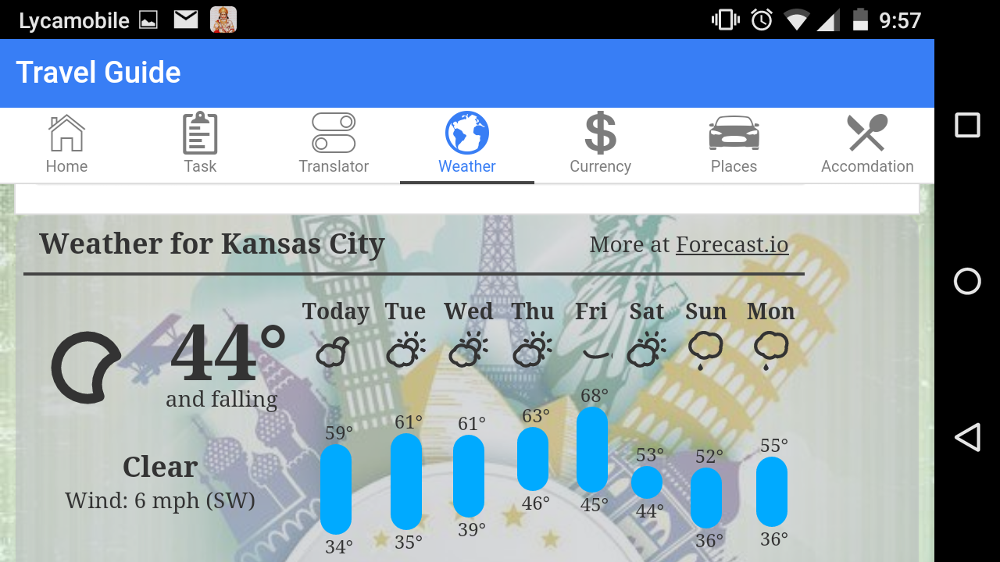 Lycamobile 9:57
Travel Guide
Home Task Translator Weather Currency Places Accomdation
Weather for Kansas City More at Forecast.io
Today Tue Wed Thu Fri Sat Sun Mon
44°
and falling
Clear
Wind: 6 mph (SW)
59° 61° 61° 63° 68° 53° 52° 55°
34° 35° 39° 46° 45° 44° 36° 36°